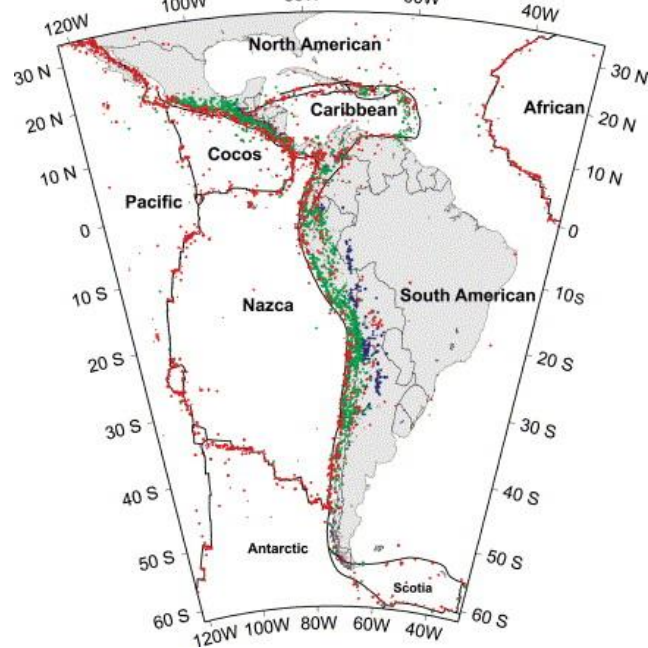 120W
100W
40W
North American
30 N
30 N
Caribbean
African
20 N
20 N
Cocos
10 N
10 N
Pacific
0
0
Nazca
South American
10 S
10S
20 S
20 S
30 S
30 S
40 S
40 S
Antarctic
50 S
50 S
Scotia
60 S
60 S
120W 100W 80W 60W 40W